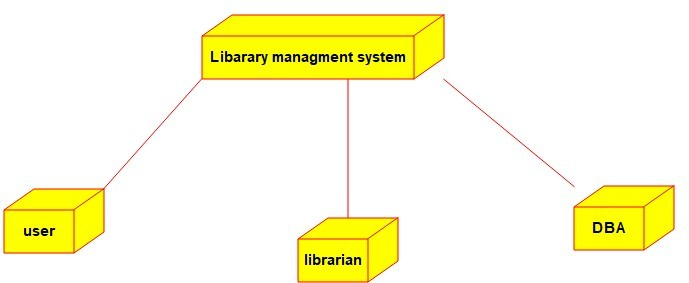 Libarary managment system
user
librarian
DBA